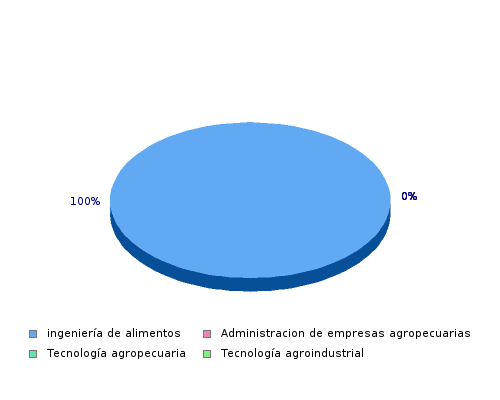 100%
0%
ingeniería de alimentos
Administracion de empresas agropecuarias
Tecnología agropecuaria
Tecnología agroindustrial